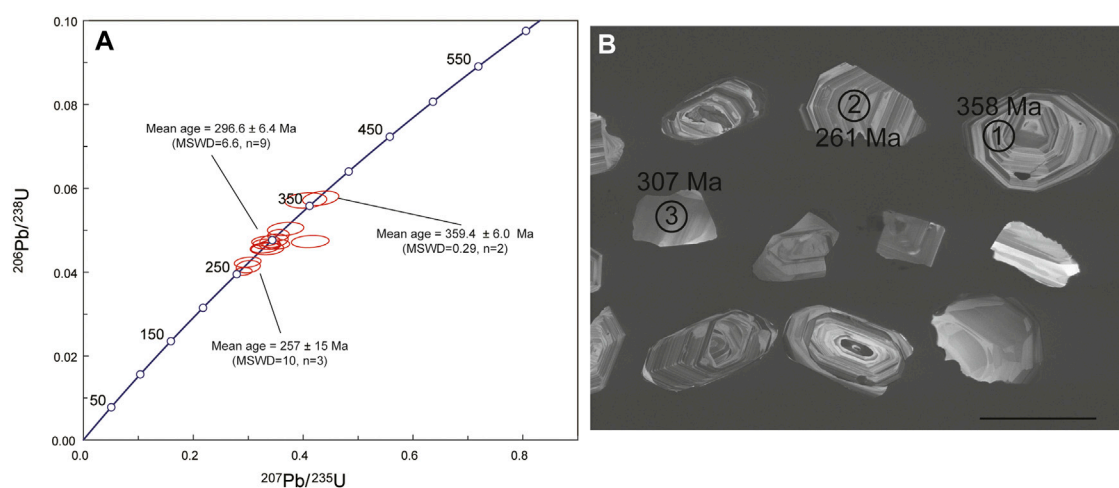 A
0.10
0.08
0.06
0.04
0.02
0.00
0.0
0.2
0.4
0.6
0.8
206Pb/238U
207Pb/235U
50
150
250
350
450
550
Mean age = 296.6 ± 6.4 Ma
(MSWD=6.6, n=9)
Mean age = 359.4 ± 6.0 Ma
(MSWD=0.29, n=2)
Mean age = 257 ± 15 Ma
(MSWD=10, n=3)
B
2
261 Ma
358 Ma
1
307 Ma
3